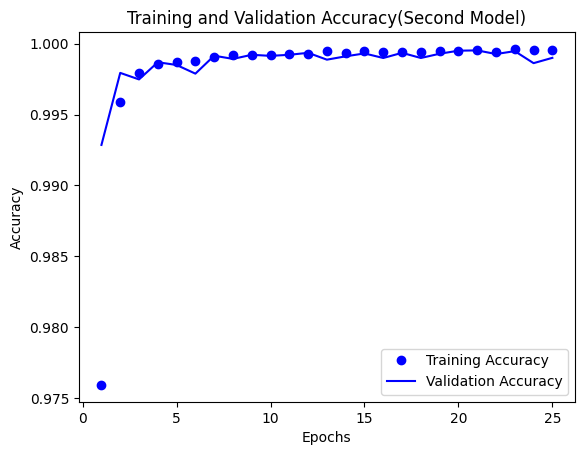 Training and Validation Accuracy(Second Model)
1.000
0.995
0.990
0.985
0.980
0.975
Accuracy
0
5
10
15
20
25
Epochs
Training Accuracy
Validation Accuracy